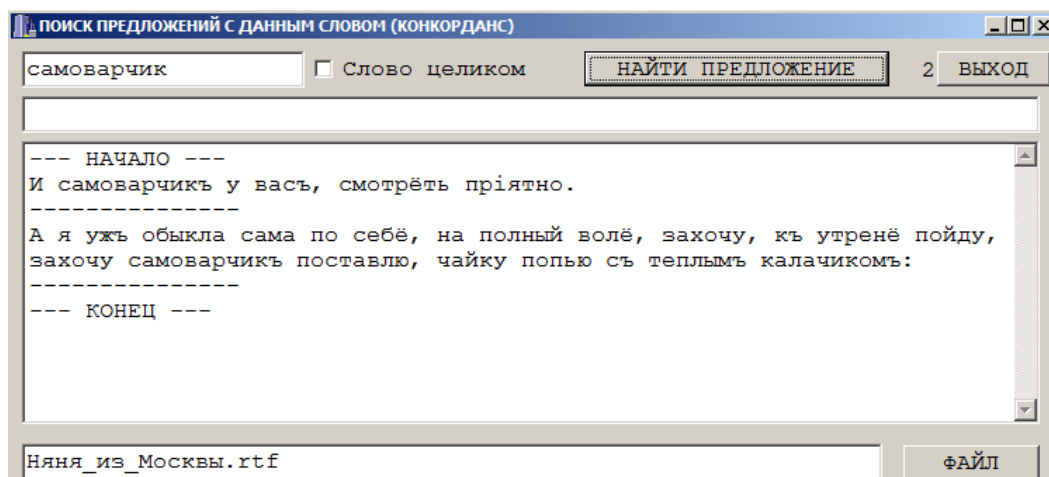 ПОИСК ПРЕДЛОЖЕНИЙ С ДАННЫМ СЛОВОМ (КОНКОРДАНС)
самоварчик Слово целиком НАЙТИ ПРЕДЛОЖЕНИЕ 2 ВЫХОД
--- НАЧАЛО ---
И самоварчикъ у васъ, смотрёть прiятно.
---------------
А я ужъ обыкла сама по себё, на полный волё, захочу, къ утренё пойду,
захочу самоварчикъ поставлю, чайку попью съ теплымъ калачикомъ:
---------------
--- КОНЕЦ ---
Няня_из_Москвы.rtf ФАЙЛ